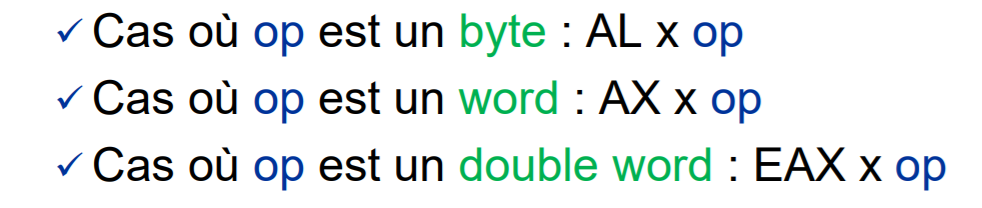 ✓ Cas où op est un byte : AL x op
✓ Cas où op est un word : AX x op
✓ Cas où op est un double word : EAX x op